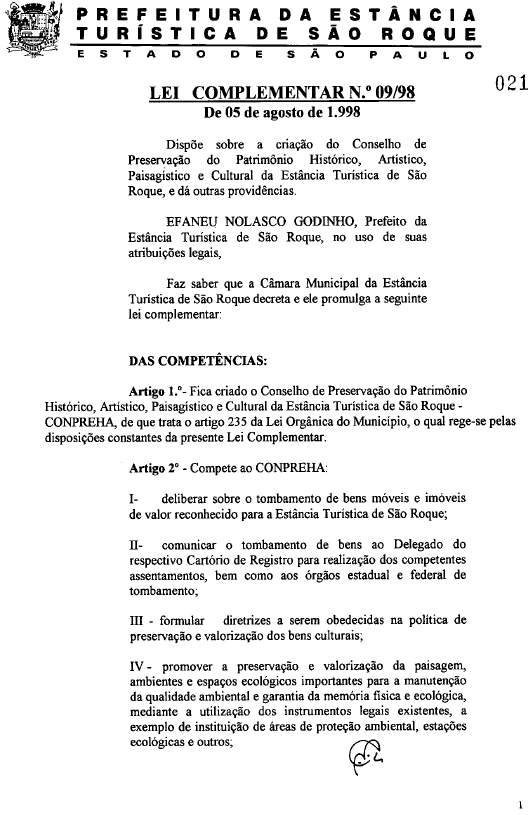 PREFEITURA DA ESTÂNCIA
TURÍSTICA DE SÃO ROQUE
ESTADO DE SÃO PAULO
021
LEI COMPLEMENTAR N.º 09/98
De 05 de agosto de 1.998
Dispõe sobre a criação do Conselho de
Preservação do Patrimônio Histórico, Artístico,
Paisagístico e Cultural da Estância Turística de São
Roque, e dá outras providências.
EFANEU NOLASCO GODINHO, Prefeito da
Estância Turística de São Roque, no uso de suas
atribuições legais,
Faz saber que a Câmara Municipal da Estância
Turística de São Roque decreta e ele promulga a seguinte
lei complementar:
DAS COMPETÊNCIAS:
Artigo 1.º- Fica criado o Conselho de Preservação do Patrimônio
Histórico, Artístico, Paisagístico e Cultural da Estância Turística de São Roque -
CONPREHA, de que trata o artigo 235 da Lei Orgânica do Município, o qual rege-se pelas
disposições constantes da presente Lei Complementar.
Artigo 2º - Compete ao CONPREHA:
I- deliberar sobre o tombamento de bens móveis e imóveis
de valor reconhecido para a Estância Turística de São Roque;
II- comunicar o tombamento de bens ao Delegado do
respectivo Cartório de Registro para realização dos competentes
assentamentos, bem como aos órgãos estadual e federal de
tombamento;
III - formular diretrizes a serem obedecidas na política de
preservação e valorização dos bens culturais;
IV - promover a preservação e valorização da paisagem,
ambientes e espaços ecológicos importantes para a manutenção
da qualidade ambiental e garantia da memória física e ecológica,
mediante a utilização dos instrumentos legais existentes, a
exemplo de instituição de áreas de proteção ambiental, estações
ecológicas e outros;
1